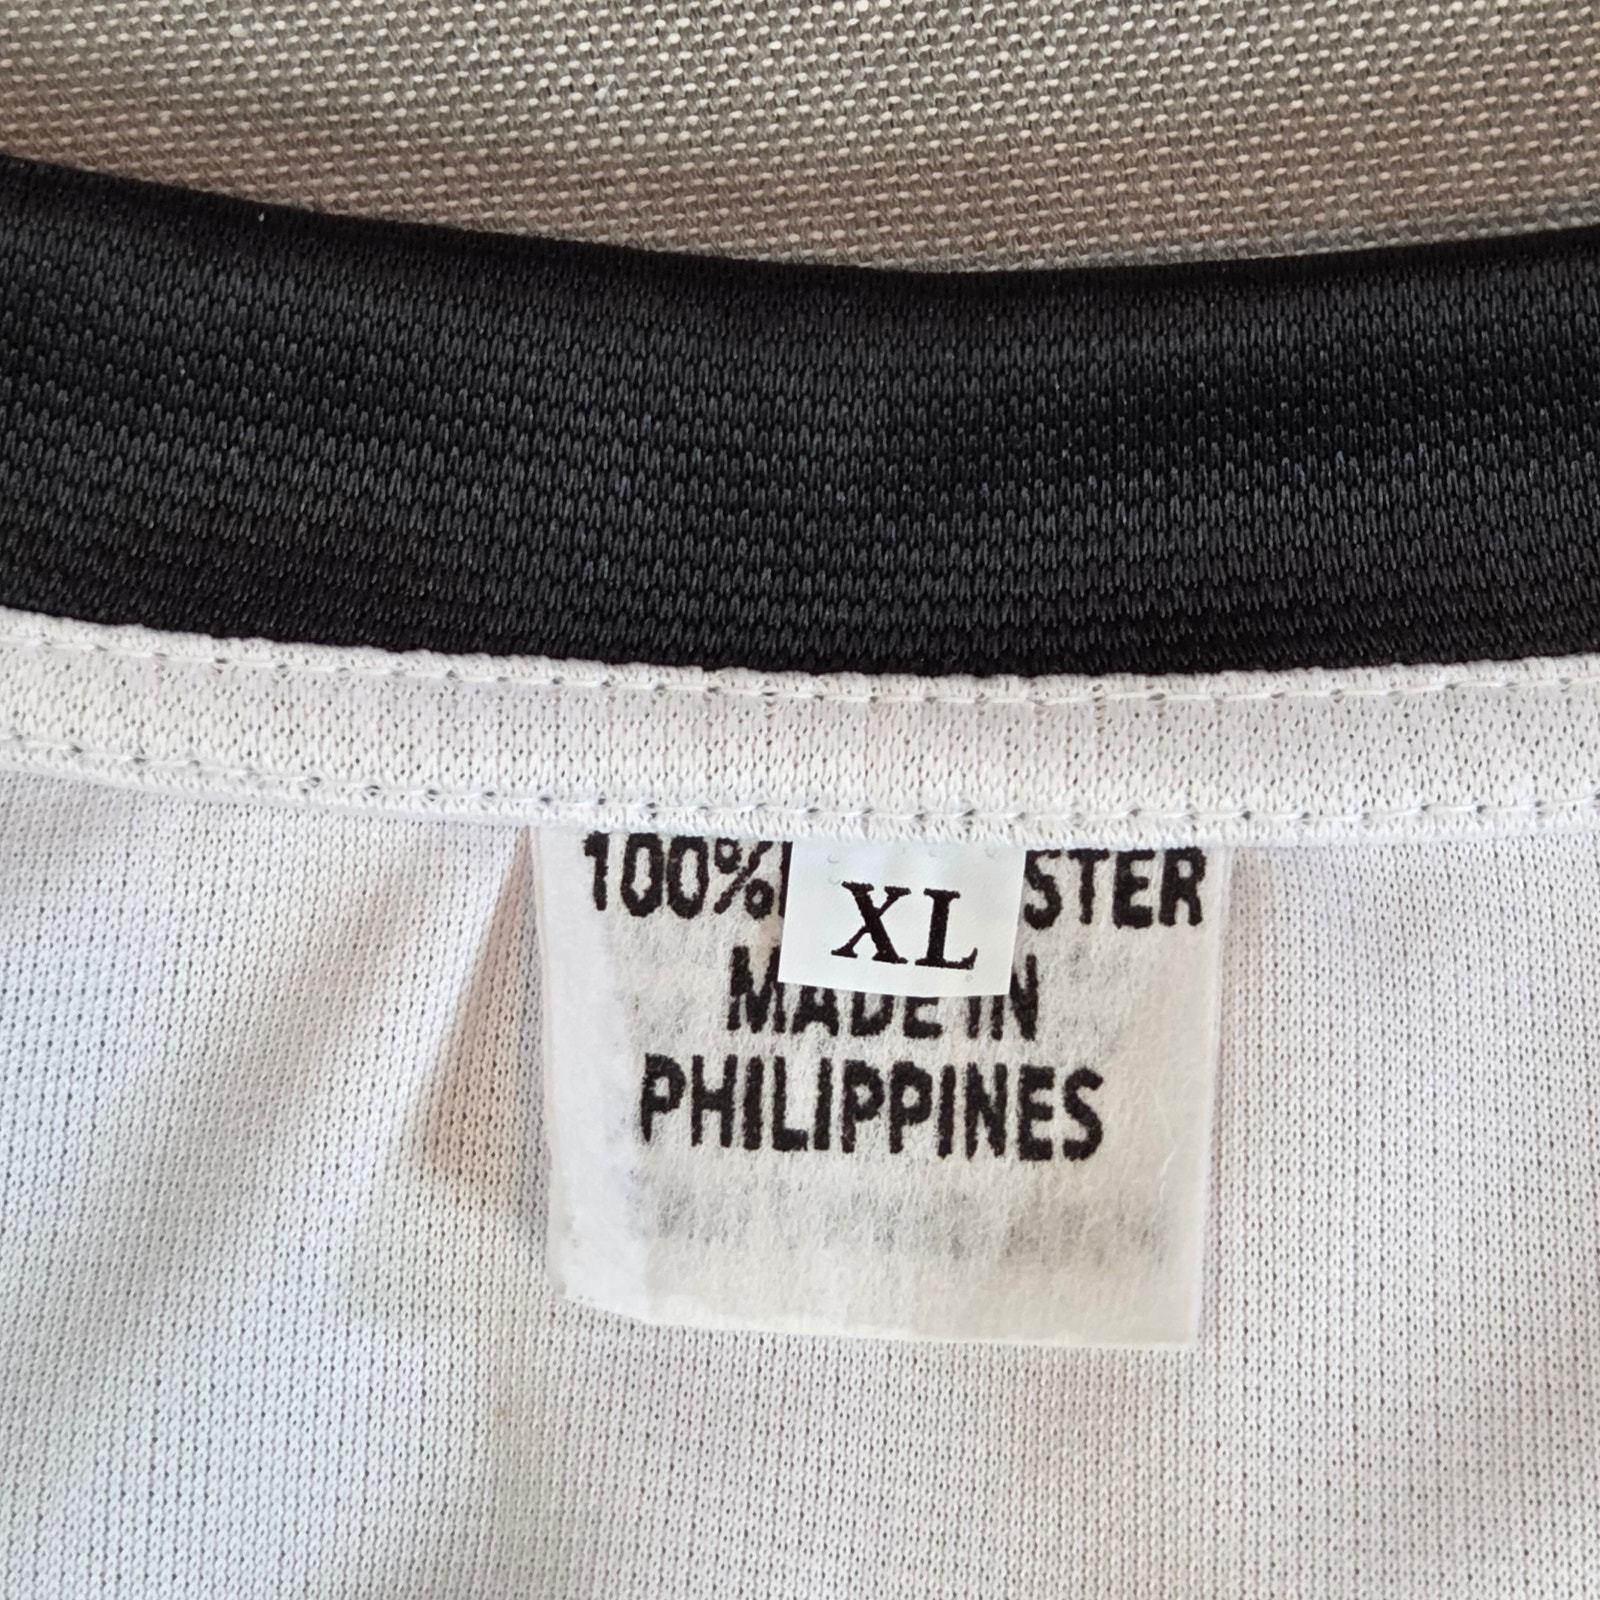 100% STER
XL
MADE IN
PHILIPPINES